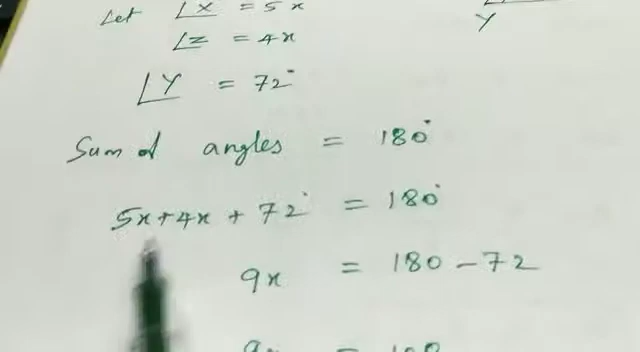 Let ∠X = 5x
∠Z = 4x
Y
∠Y = 72°
Sum of angles = 180°
5x+4x + 72° = 180°
9x = 180 - 72